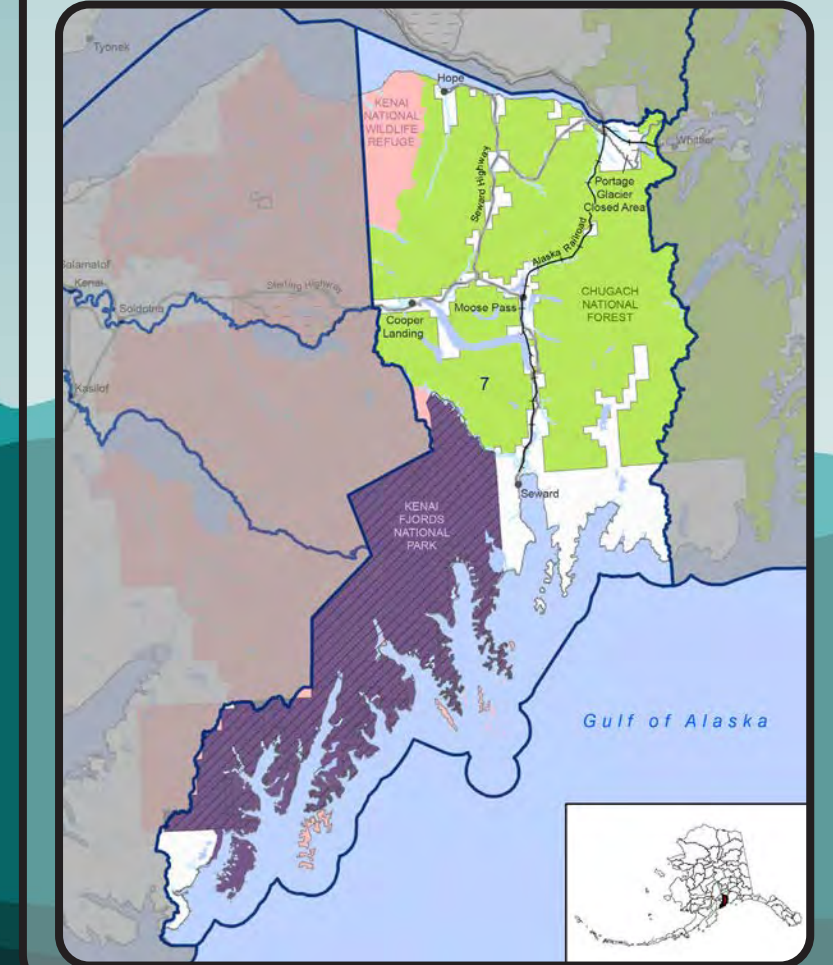 Tyonek
Hope
KENAI
NATIONAL
WILDLIFE
REFUGE
Whittier
Seward Highway
Portage
Glacier
Closed Area
Alaska Railroad
Salamatof
Kenai
Sterling Highway
Soldotna
CHUGACH
NATIONAL
FOREST
Moose Pass
Cooper
Landing
7
Kasilof
Seward
KENAI
FJORDS
NATIONAL
PARK
Gulf of Alaska